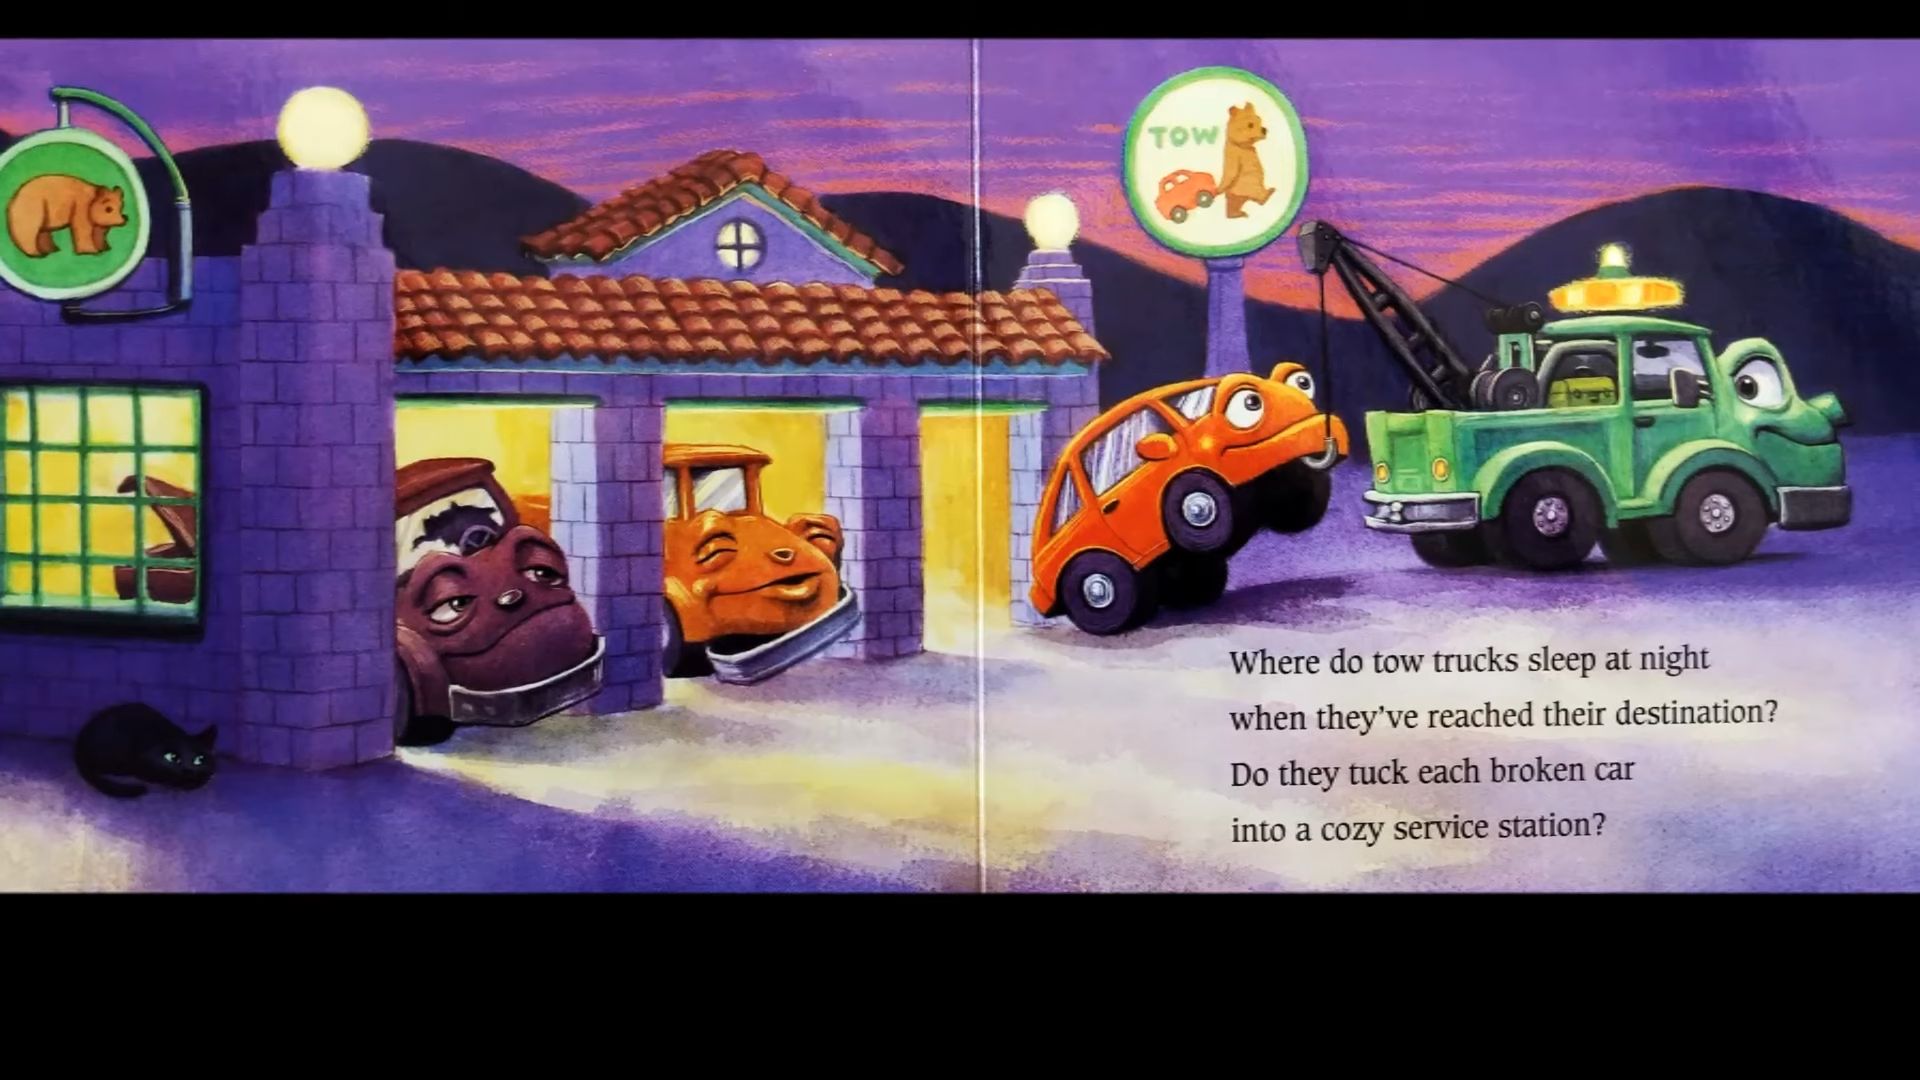 TOW
Where do tow trucks sleep at night
when they've reached their destination?
Do they tuck each broken car
into a cozy service station?